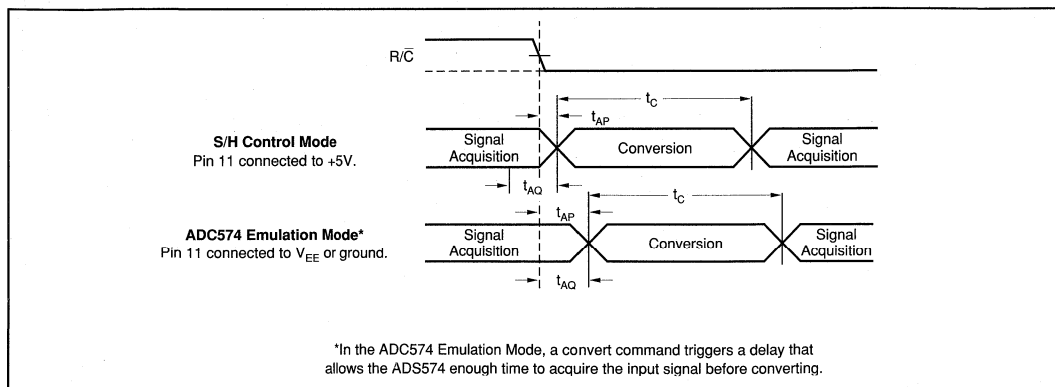 R/C̅
t_C
t_AP
S/H Control Mode
Pin 11 connected to +5V.
Signal
Acquisition
Conversion
Signal
Acquisition
t_AQ
t_C
t_AP
ADC574 Emulation Mode*
Pin 11 connected to V_EE or ground.
Signal
Acquisition
Conversion
Signal
Acquisition
t_AQ
*In the ADC574 Emulation Mode, a convert command triggers a delay that
allows the ADS574 enough time to acquire the input signal before converting.